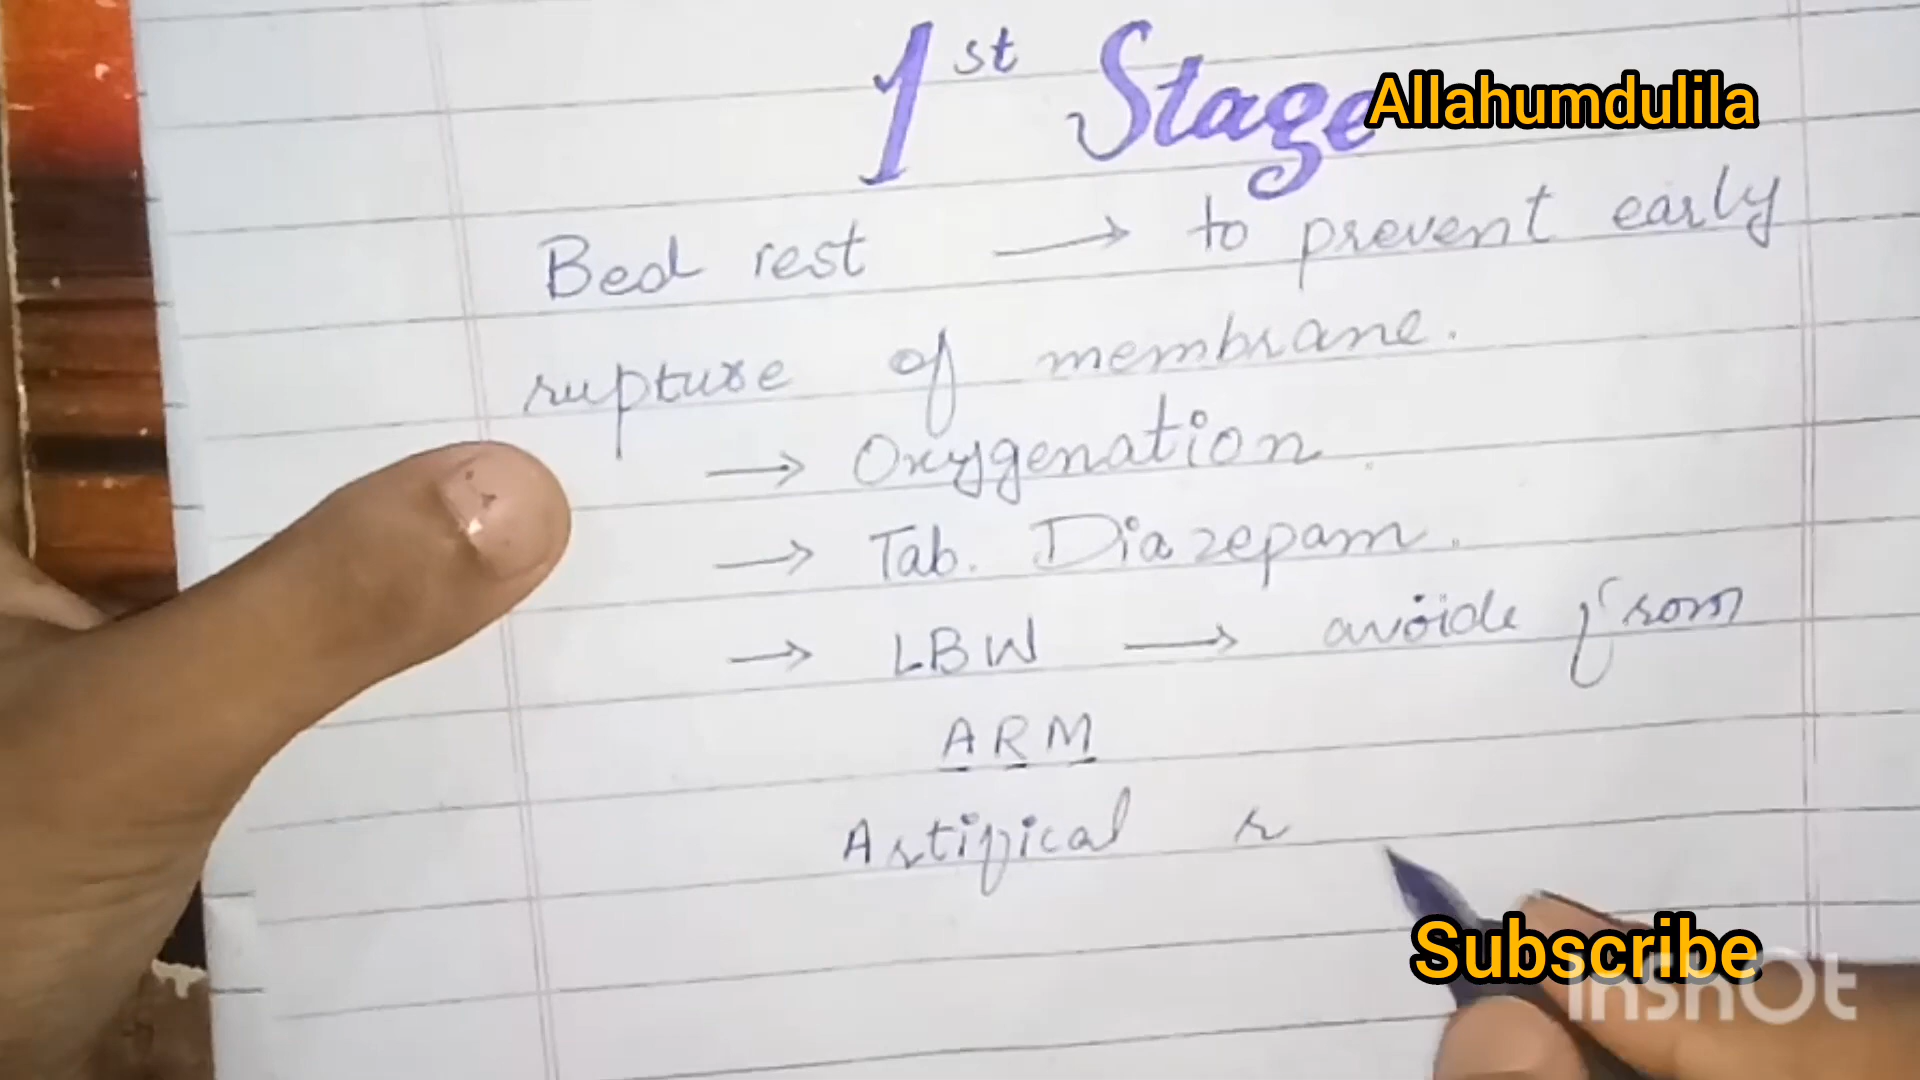 1st Stage
Allahumdulila
Bed rest → to prevent early
rupture of membrane.
→ Oxygenation
→ Tab. Diazepam.
→ LBW → avoide from
ARM
Artifical r
Subscribe
InShOt